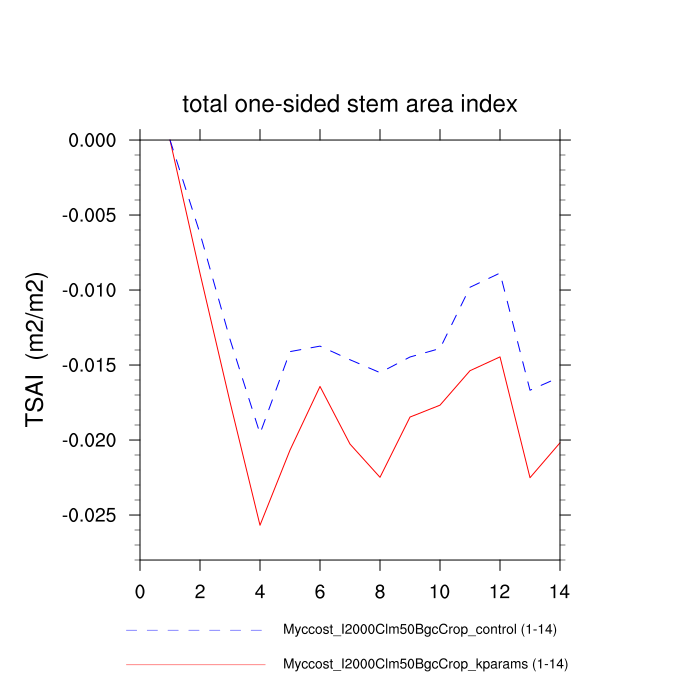 total one-sided stem area index
0.000
-0.005
-0.010
-0.015
-0.020
-0.025
TSAI (m2/m2)
0 2 4 6 8 10 12 14
Myccost_I2000Clm50BgcCrop_control (1-14)
Myccost_I2000Clm50BgcCrop_kparams (1-14)